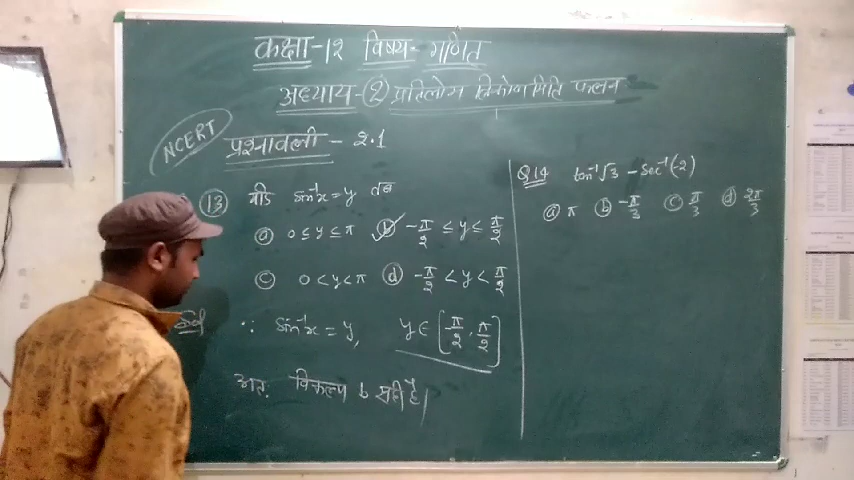 कक्षा-१२ विषय- गणित
अध्याय-(2) प्रतिलोम त्रिकोणमिति फलन
NCERT
प्रश्नावली - 2.1
(13) यदि sin⁻¹x = y तब
(a) 0 ≤ y ≤ π (b) -π/2 ≤ y ≤ π/2
(c) 0 < y < π (d) -π/2 < y < π/2
∵ sin⁻¹x = y, y ∈ [-π/2, π/2]
अतः विकल्प b सही है।
Q.14 tan⁻¹√3 - sec⁻¹(-2)
(a) π (b) -π/3 (c) π/3 (d) 2π/3